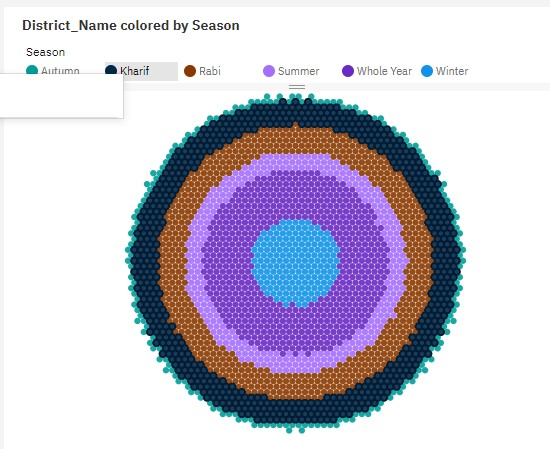 District_Name colored by Season
Season
Autumn Kharif Rabi Summer Whole Year Winter